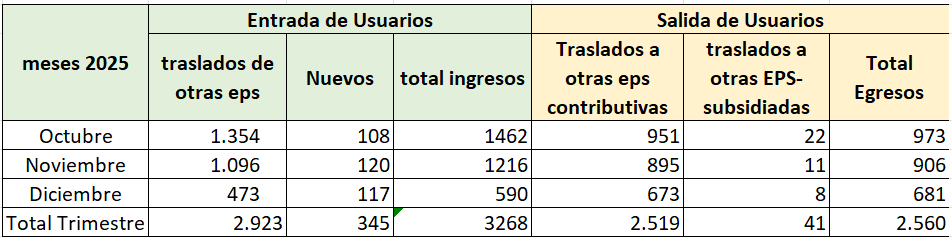 meses 2025 | Entrada de Usuarios | Salida de Usuarios
traslados de otras eps | Nuevos | total ingresos | Traslados a otras eps contributivas | traslados a otras EPS-subsidiadas | Total Egresos
Octubre | 1.354 | 108 | 1462 | 951 | 22 | 973
Noviembre | 1.096 | 120 | 1216 | 895 | 11 | 906
Diciembre | 473 | 117 | 590 | 673 | 8 | 681
Total Trimestre | 2.923 | 345 | 3268 | 2.519 | 41 | 2.560